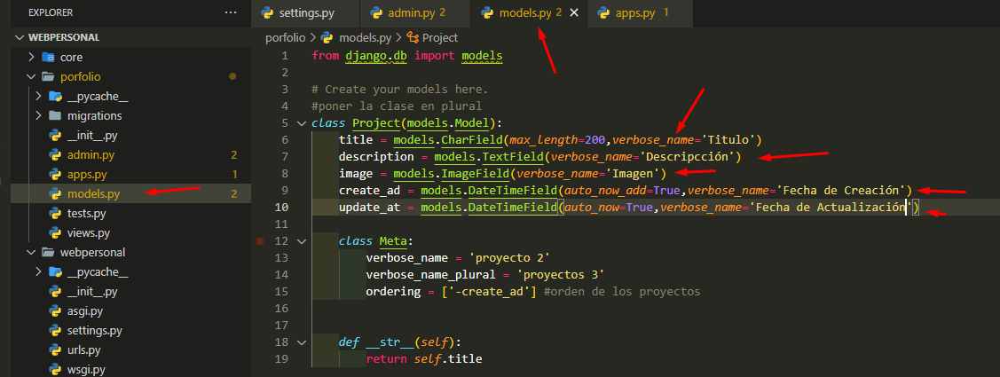 EXPLORER ...
WEBPERSONAL
core
porfolio
__pycache__
migrations
__init__.py
admin.py 2
apps.py 1
models.py 2
tests.py
views.py
webpersonal
__pycache__
__init__.py
asgi.py
settings.py
urls.py
wsgi.py
settings.py admin.py 2 models.py 2 apps.py 1
porfolio > models.py > Project
1 from django.db import models
2
3 # Create your models here.
4 #poner la clase en plural
5 class Project(models.Model):
6 title = models.CharField(max_length=200,verbose_name='Titulo')
7 description = models.TextField(verbose_name='Descripcción')
8 image = models.ImageField(verbose_name='Imagen')
9 create_ad = models.DateTimeField(auto_now_add=True,verbose_name='Fecha de Creación')
10 update_at = models.DateTimeField(auto_now=True,verbose_name='Fecha de Actualización')
11
12 class Meta:
13 verbose_name = 'proyecto 2'
14 verbose_name_plural = 'proyectos 3'
15 ordering = ['-create_ad'] #orden de los proyectos
16
17
18 def __str__(self):
19 return self.title